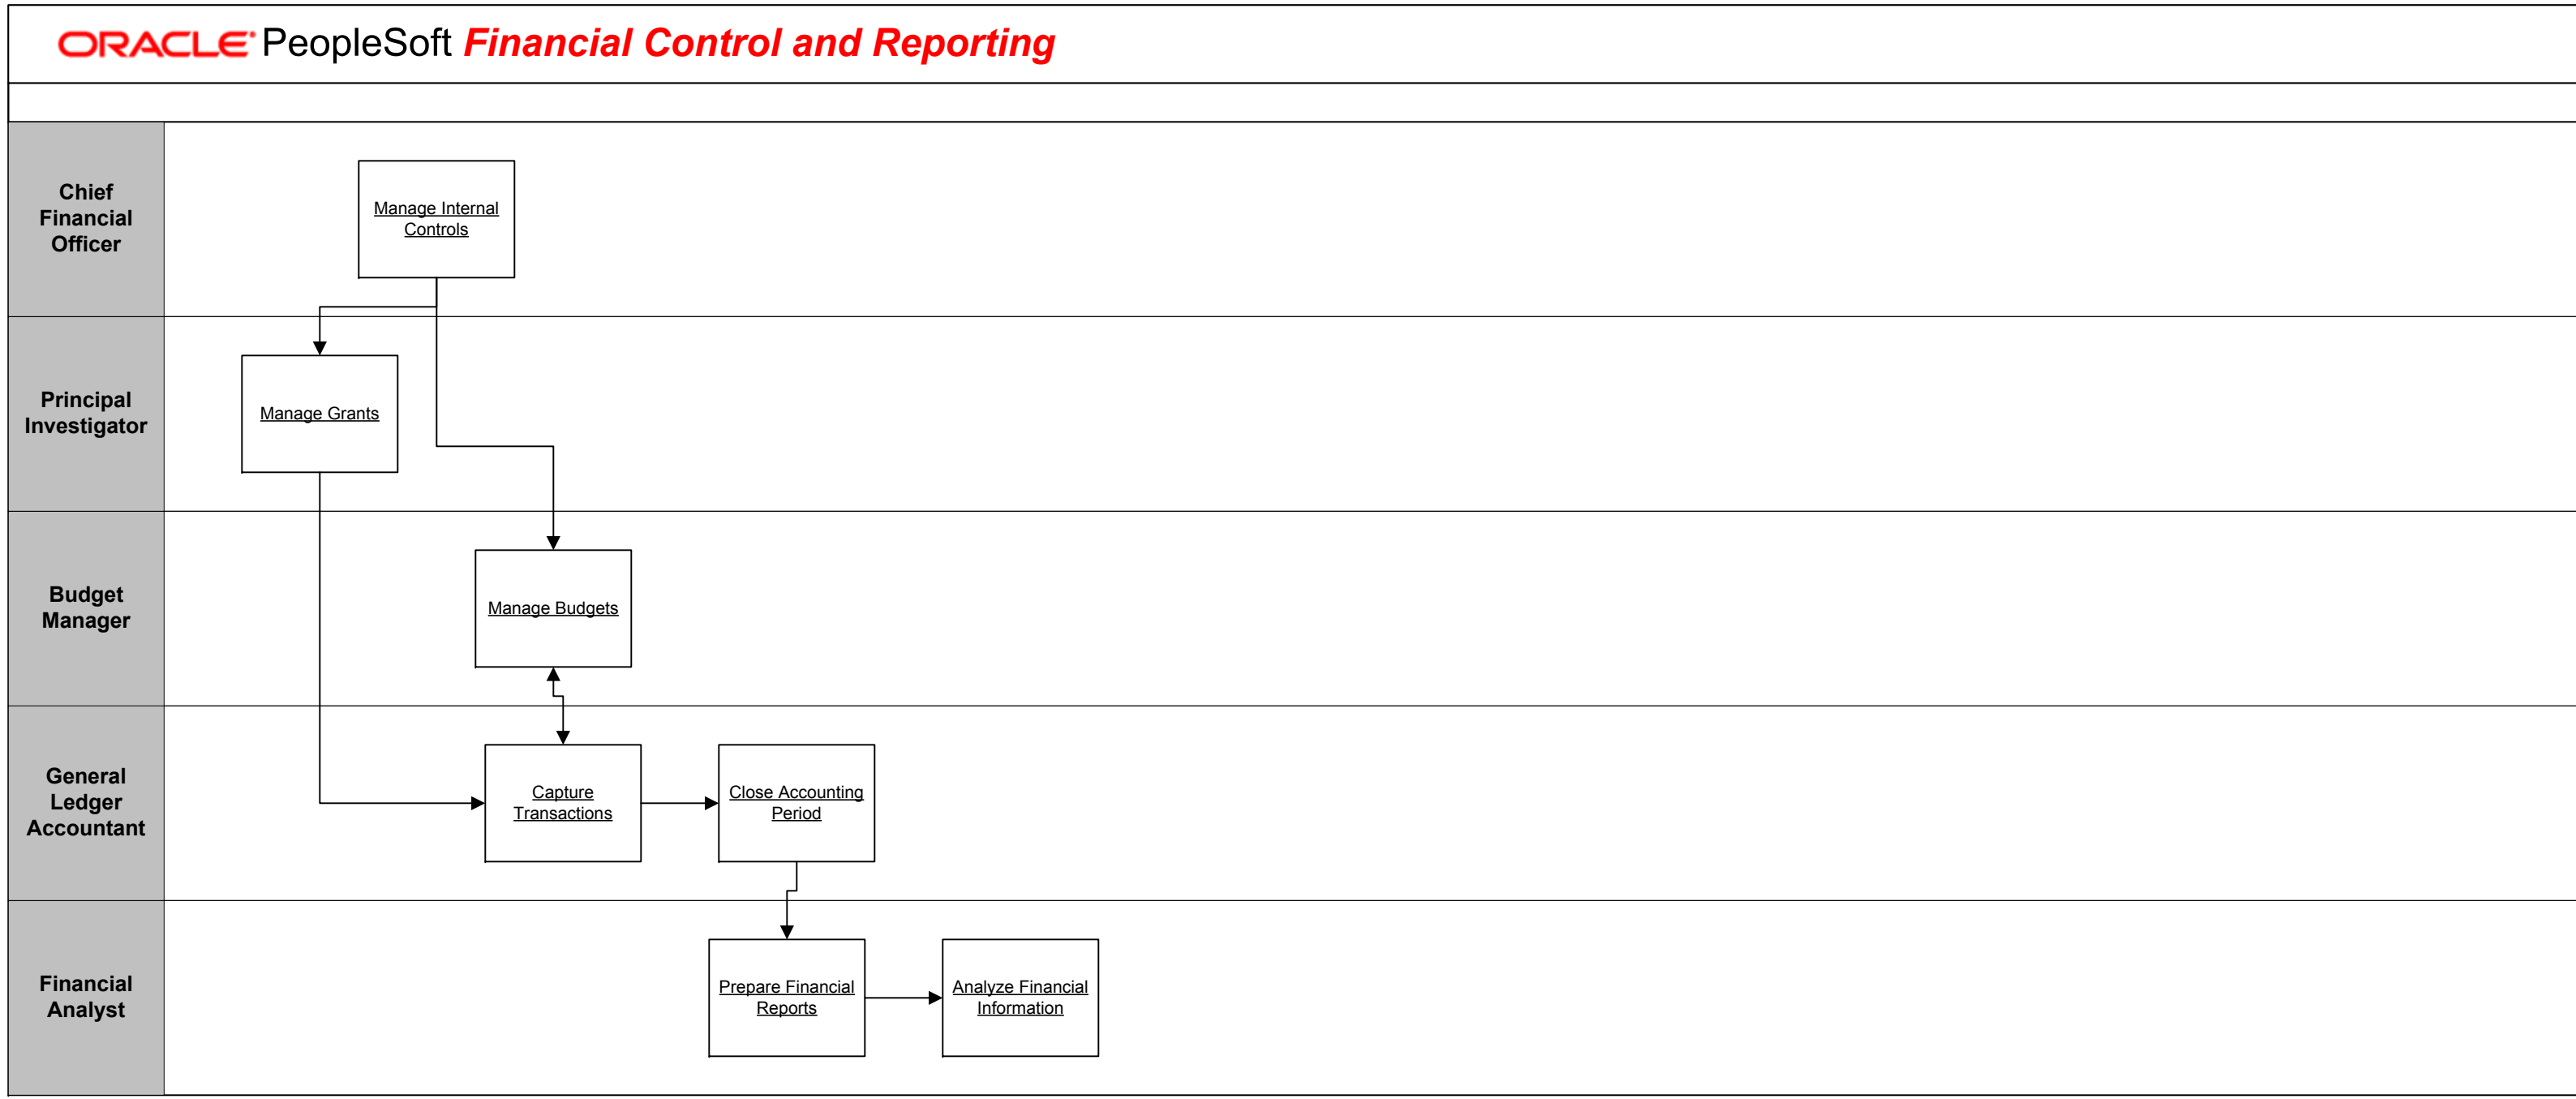 ORACLE PeopleSoft Financial Control and Reporting
Chief
Financial
Officer
Manage Internal
Controls
Principal
Investigator
Manage Grants
Budget
Manager
Manage Budgets
General
Ledger
Accountant
Capture
Transactions
Close Accounting
Period
Financial
Analyst
Prepare Financial
Reports
Analyze Financial
Information